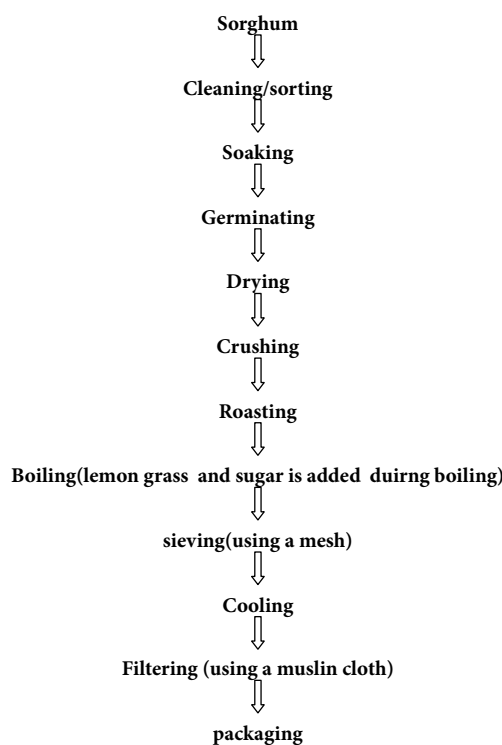 Sorghum
Cleaning/sorting
Soaking
Germinating
Drying
Crushing
Roasting
Boiling(lemon grass and sugar is added duirng boiling)
sieving(using a mesh)
Cooling
Filtering (using a muslin cloth)
packaging